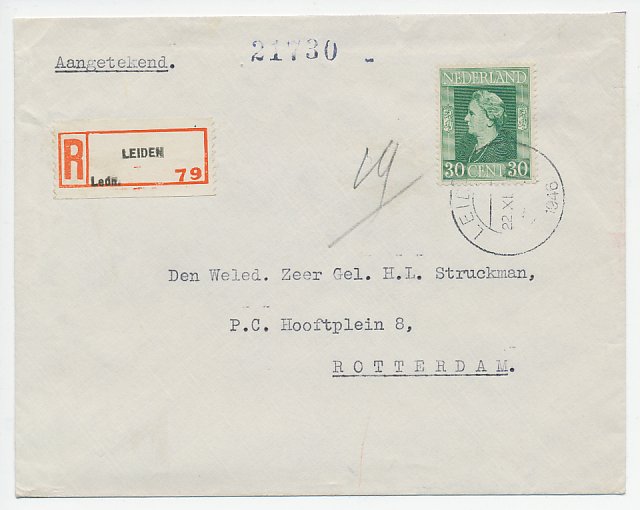 21730
Aangetekend.
NEDERLAND
30 CENT 30
R
LEIDEN
Ledn.
79
22 XI
1946
Den Weled. Zeer Gel. H.L. Struckman,
P.C. Hooftplein 8,
ROTTERDAM.